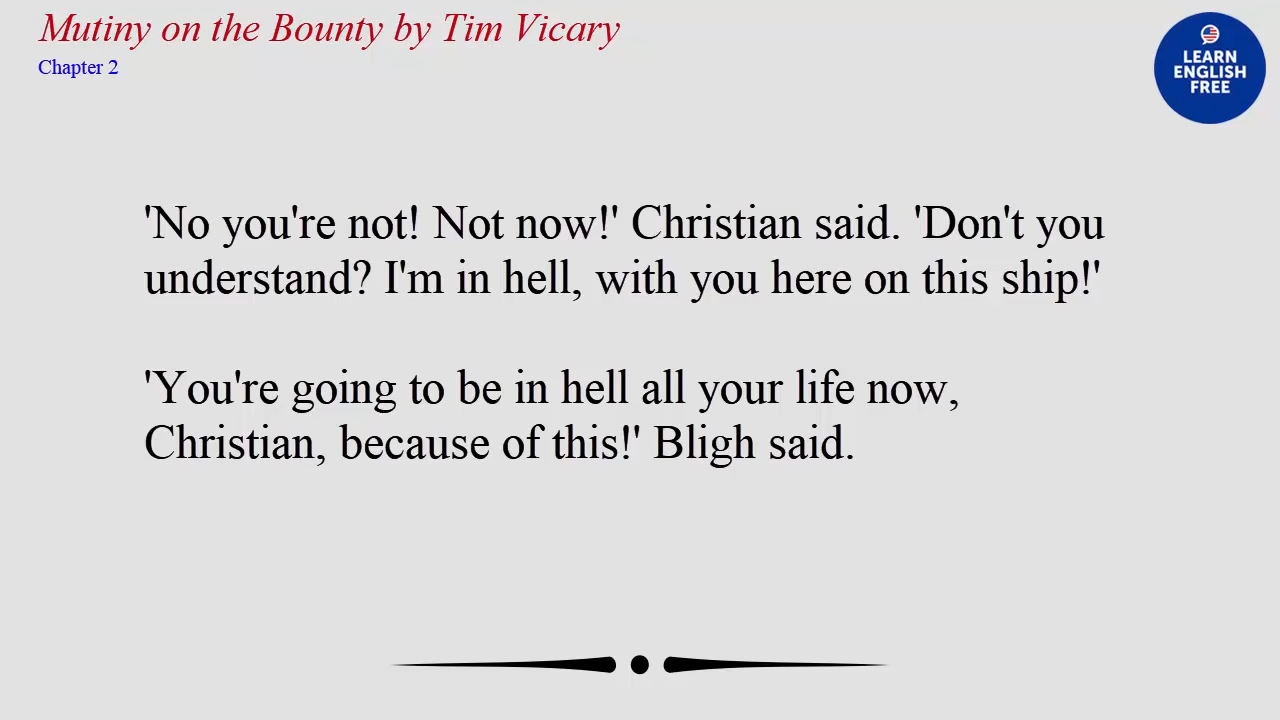 Mutiny on the Bounty by Tim Vicary
Chapter 2
LEARN
ENGLISH
FREE
'No you're not! Not now!' Christian said. 'Don't you
understand? I'm in hell, with you here on this ship!'
'You're going to be in hell all your life now,
Christian, because of this!' Bligh said.